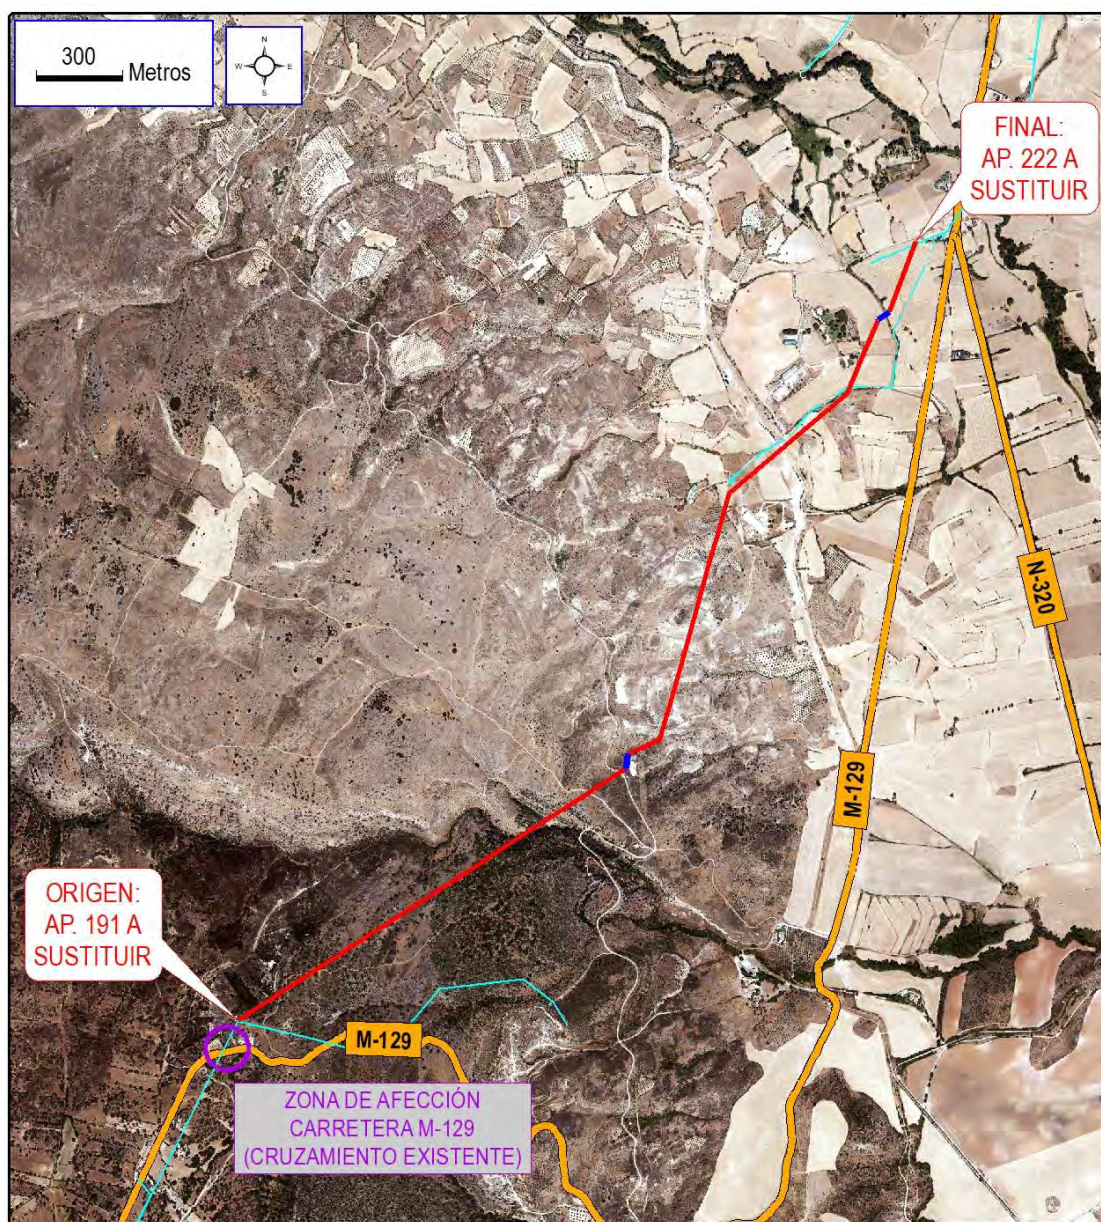 300 Metros
N
W E
S
FINAL:
AP. 222 A
SUSTITUIR
N-320
M-129
ORIGEN:
AP. 191 A
SUSTITUIR
M-129
ZONA DE AFECCIÓN
CARRETERA M-129
(CRUZAMIENTO EXISTENTE)